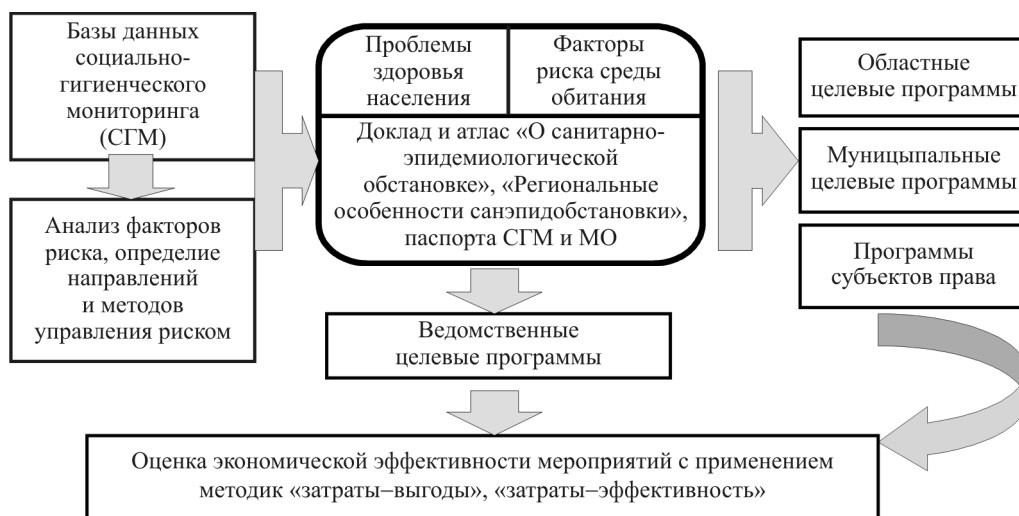 Базы данных
социально-
гигиенческого
мониторинга
(СГМ)
Анализ факторов
риска, определие
направлений
и методов
управления риском
Проблемы
здоровья
населения
Факторы
риска среды
обитания
Доклад и атлас «О санитарно-
эпидемиологической
обстановке», «Региональные
особенности санэпидобстановки»,
паспорта СГМ и МО
Ведомственные
целевые программы
Областные
целевые программы
Муницыпальные
целевые программы
Программы
субъектов права
Оценка экономической эффективности мероприятий с применением
методик «затраты–выгоды», «затраты–эффективность»